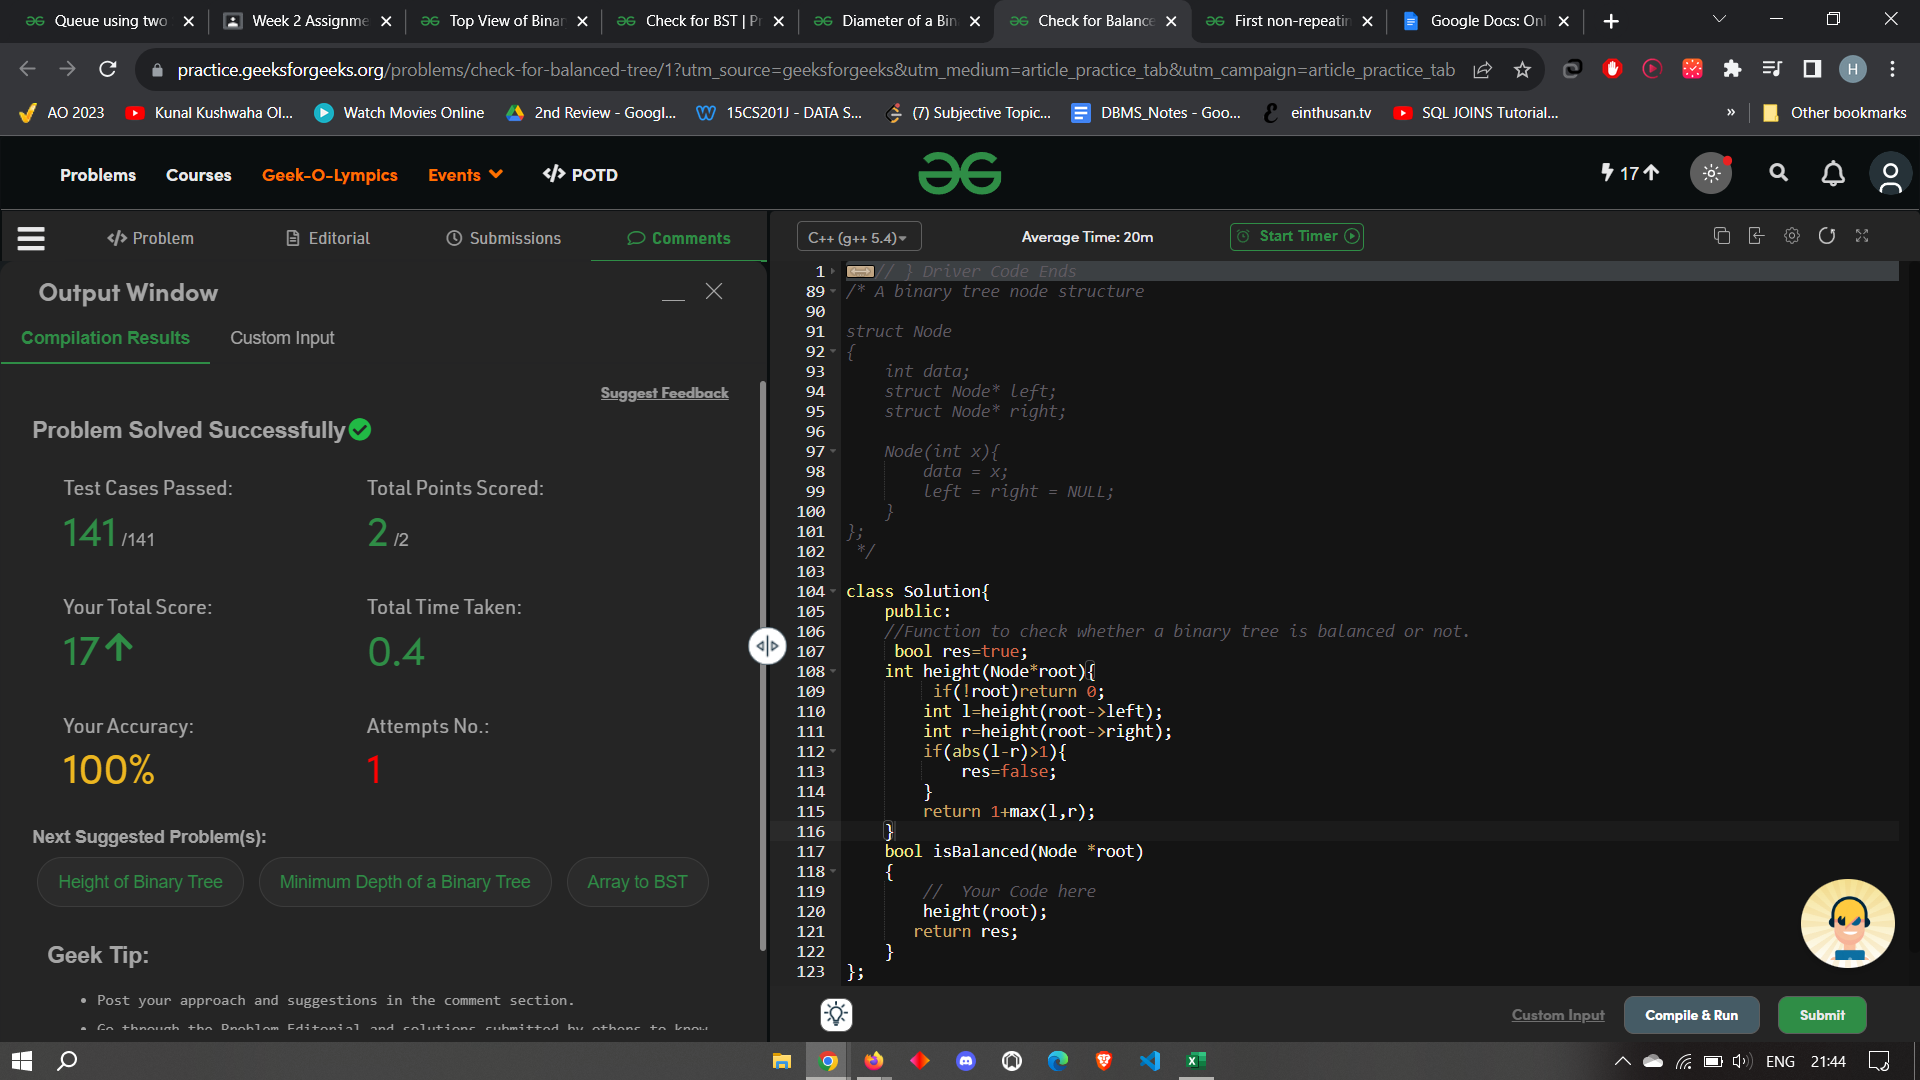 Queue using two
Week 2 Assignme
Top View of Binar
Check for BST | P
Diameter of a Bin
Check for Balance
First non-repeatin
Google Docs: Onl
practice.geeksforgeeks.org/problems/check-for-balanced-tree/1?utm_source=geeksforgeeks&utm_medium=article_practice_tab&utm_campaign=article_practice_tab
H
AO 2023
Kunal Kushwaha Ol...
Watch Movies Online
2nd Review - Googl...
15CS201J - DATA S...
(7) Subjective Topic...
DBMS_Notes - Goo...
einthusan.tv
SQL JOINS Tutorial...
»
Other bookmarks
Problems
Courses
Geek-O-Lympics
Events
</> POTD
17
</> Problem
Editorial
Submissions
Comments
C++ (g++ 5.4)
Average Time: 20m
Start Timer
Output Window
Compilation Results
Custom Input
Suggest Feedback
Problem Solved Successfully
Test Cases Passed:
141 /141
Total Points Scored:
2 /2
Your Total Score:
17
Total Time Taken:
0.4
Your Accuracy:
100%
Attempts No.:
1
Next Suggested Problem(s):
Height of Binary Tree
Minimum Depth of a Binary Tree
Array to BST
Geek Tip:
• Post your approach and suggestions in the comment section.
• Go through the Problem Editorial and solutions submitted by others to know
1 // } Driver Code Ends
89 /* A binary tree node structure
90
91 struct Node
92 {
93 int data;
94 struct Node* left;
95 struct Node* right;
96
97 Node(int x){
98 data = x;
99 left = right = NULL;
100 }
101 };
102 */
103
104 class Solution{
105 public:
106 //Function to check whether a binary tree is balanced or not.
107 bool res=true;
108 int height(Node*root){
109 if(!root)return 0;
110 int l=height(root->left);
111 int r=height(root->right);
112 if(abs(l-r)>1){
113 res=false;
114 }
115 return 1+max(l,r);
116 }
117 bool isBalanced(Node *root)
118 {
119 // Your Code here
120 height(root);
121 return res;
122 }
123 };
Custom Input
Compile & Run
Submit
ENG
21:44